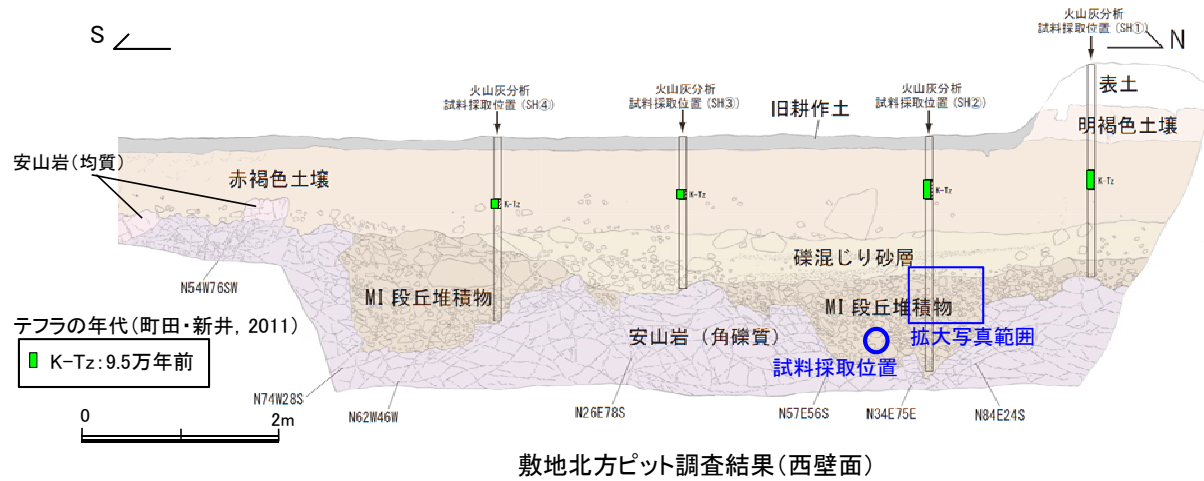 火山灰分析
試料採取位置(SH①)
S
N
火山灰分析
試料採取位置(SH④)
火山灰分析
試料採取位置(SH③)
火山灰分析
試料採取位置(SH②)
旧耕作土
表土
明褐色土壌
安山岩(均質)
赤褐色土壌
K-Tz
K-Tz
K-Tz
K-Tz
礫混じり砂層
N54W76SW
MI 段丘堆積物
MI 段丘堆積物
安山岩(角礫質)
拡大写真範囲
試料採取位置
テフラの年代(町田・新井, 2011)
K-Tz:9.5万年前
N74W28S
N62W46W
N26E78S
N57E56S
N34E75E
N84E24S
0
2m
敷地北方ピット調査結果(西壁面)